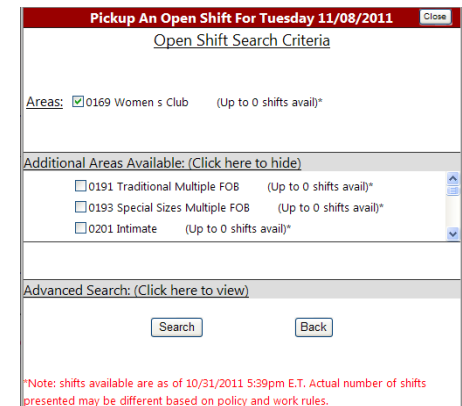 Pickup An Open Shift For Tuesday 11/08/2011 Close
Open Shift Search Criteria
Areas: 0169 Women s Club (Up to 0 shifts avail)*
Additional Areas Available: (Click here to hide)
0191 Traditional Multiple FOB (Up to 0 shifts avail)*
0193 Special Sizes Multiple FOB (Up to 0 shifts avail)*
0201 Intimate (Up to 0 shifts avail)*
Advanced Search: (Click here to view)
Search Back
*Note: shifts available are as of 10/31/2011 5:39pm E.T. Actual number of shifts
presented may be different based on policy and work rules.